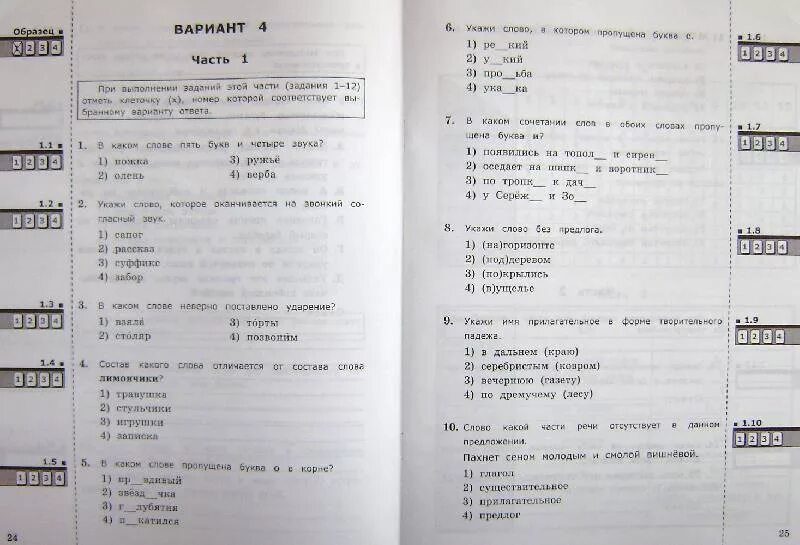 Образец
1 2 3 4
ВАРИАНТ 4
Часть 1
При выполнении заданий этой части (задания 1–12)
отметь клеточку (х), номер которой соответствует вы-
бранному варианту ответа.
1.1
1 2 3 4
1. В каком слове пять букв и четыре звука?
1) ножка 3) ружьё
2) олень 4) верба
1.2
1 2 3 4
2. Укажи слово, которое оканчивается на звонкий со-
гласный звук.
1) сапог
2) рассказ
3) суффикс
4) забор
1.3
1 2 3 4
3. В каком слове неверно поставлено ударение?
1) взяла́ 3) то́рты
2) сто́ляр 4) позвони́м
1.4
1 2 3 4
4. Состав какого слова отличается от состава слова
лимончики?
1) травушка
2) стульчики
3) игрушки
4) записка
1.5
1 2 3 4
5. В каком слове пропущена буква о в корне?
1) пр__вдивый
2) звёзд__чка
3) г__лубятня
4) п__катился
24
6. Укажи слово, в котором пропущена буква с.
1) ре__кий
2) у__кий
3) про__ьба
4) ука__ка
1.6
1 2 3 4
7. В каком сочетании слов в обоих словах пропу-
щена буква и?
1) появились на топол__ и сирен__
2) оседает на шапк__ и воротник__
3) по тропк__ к дач__
4) у Серёж__ и Зо__
1.7
1 2 3 4
8. Укажи слово без предлога.
1) (на)горизонте
2) (под)деревом
3) (по)крылись
4) (в)ущелье
1.8
1 2 3 4
9. Укажи имя прилагательное в форме творительного
падежа.
1) в дальнем (краю)
2) серебристым (ковром)
3) вечернюю (газету)
4) по дремучему (лесу)
1.9
1 2 3 4
10. Слово какой части речи отсутствует в данном
предложении.
Пахнет сеном молодым и смолой вишнёвой.
1) глагол
2) существительное
3) прилагательное
4) предлог
1.10
1 2 3 4
25